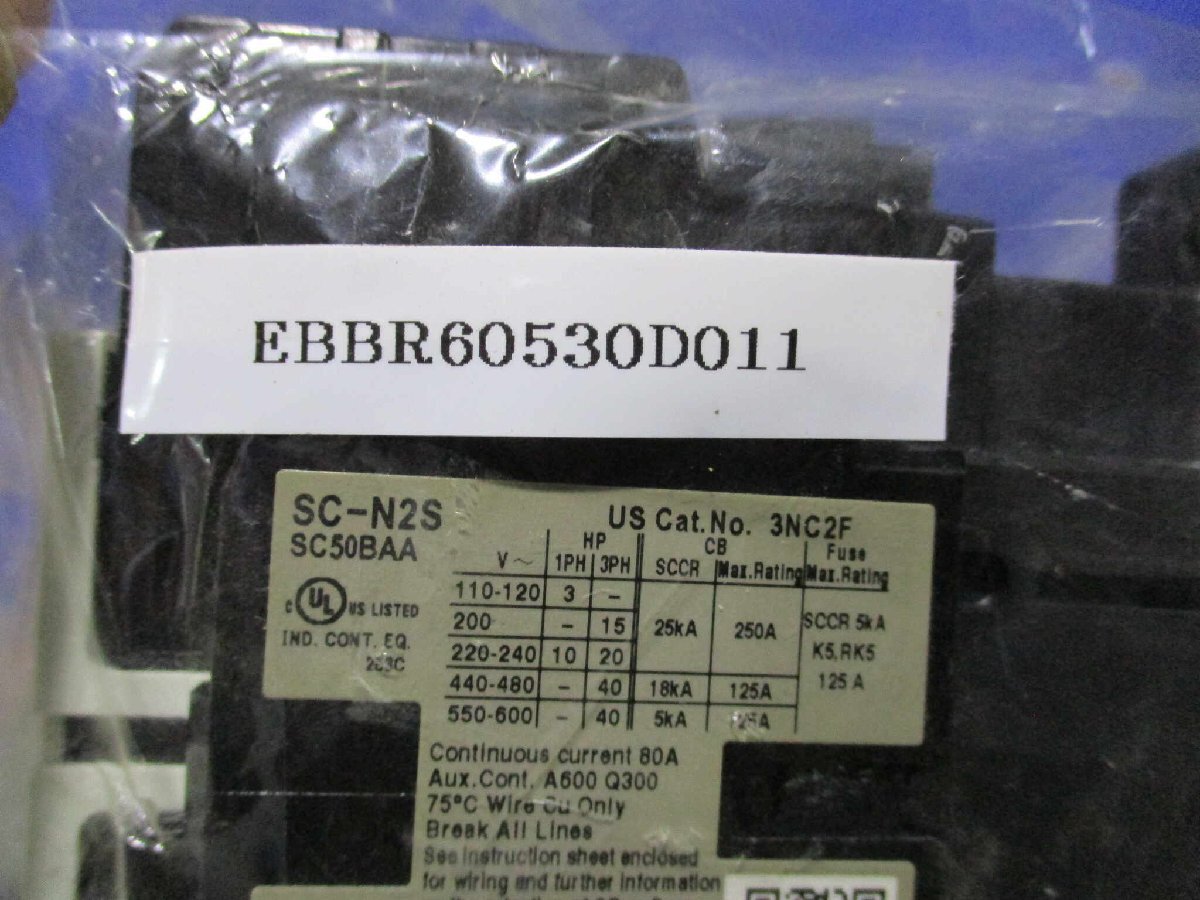 EBBR60530D011
SC-N2S US Cat.No. 3NC2F
SC50BAA
V~ HP 1PH 3PH CB SCCR Max.Rating Fuse Max.Rating
110-120 3 -
200 - 15 25kA 250A SCCR 5kA
220-240 10 20 K5,RK5
440-480 - 40 18kA 125A 125A
550-600 - 40 5kA
c UL US LISTED
IND. CONT. EQ.
Continuous current 80A
Aux.Cont. A600 Q300
75°C Wire Cu Only
Break All Lines
See instruction sheet enclosed
for wiring and further information